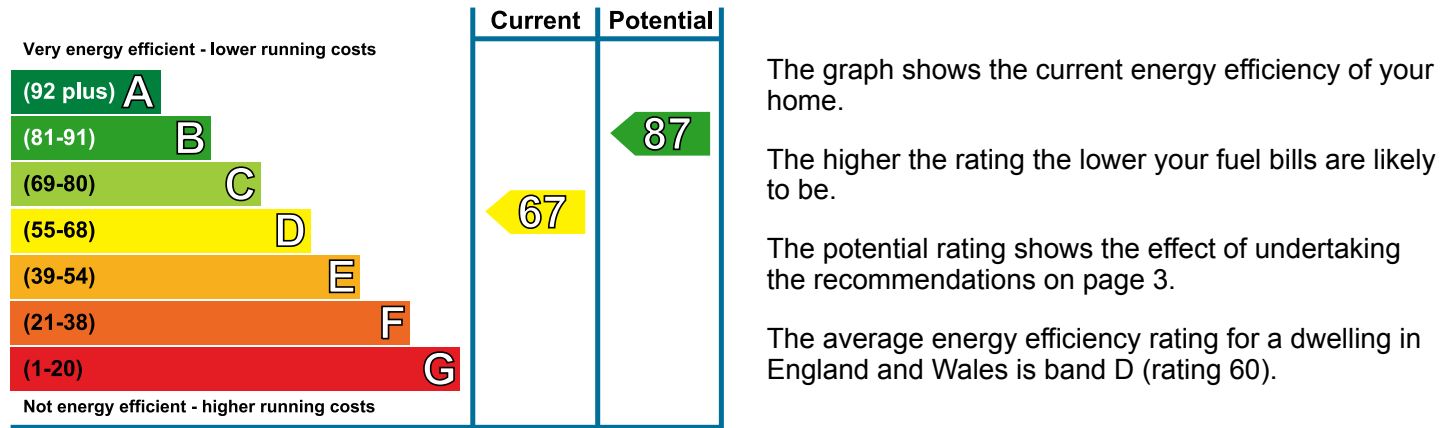 Current Potential
Very energy efficient - lower running costs
(92 plus) A
(81-91) B
87
(69-80) C
67
(55-68) D
(39-54) E
(21-38) F
(1-20) G
Not energy efficient - higher running costs
The graph shows the current energy efficiency of your
home.
The higher the rating the lower your fuel bills are likely
to be.
The potential rating shows the effect of undertaking
the recommendations on page 3.
The average energy efficiency rating for a dwelling in
England and Wales is band D (rating 60).